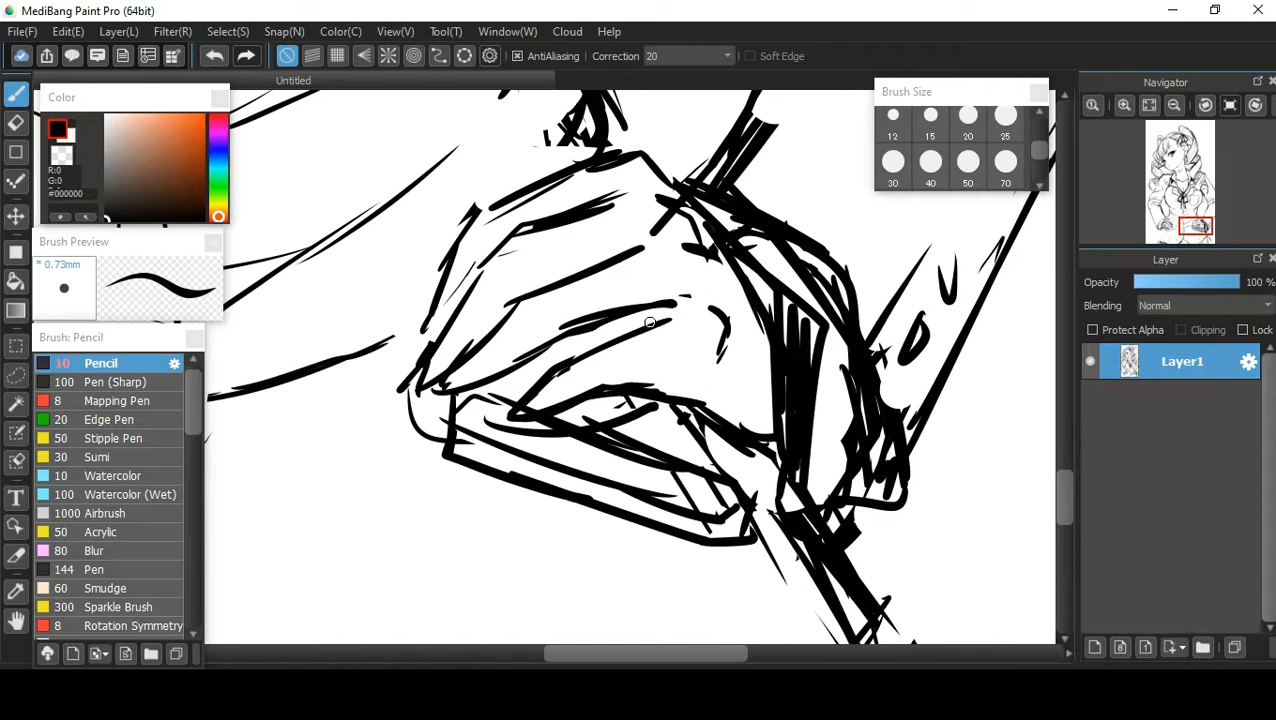 MediBang Paint Pro (64bit)
File(F) Edit(E) Layer(L) Filter(R) Select(S) Snap(N) Color(C) View(V) Tool(T) Window(W) Cloud Help
AntiAliasing Correction 20 Soft Edge
Untitled
Color
R:0
G:0
#000000
Brush Preview
* 0.73mm
Brush: Pencil
10 Pencil
100 Pen (Sharp)
8 Mapping Pen
20 Edge Pen
50 Stipple Pen
30 Sumi
10 Watercolor
100 Watercolor (Wet)
1000 Airbrush
50 Acrylic
80 Blur
144 Pen
60 Smudge
300 Sparkle Brush
8 Rotation Symmetry
Brush Size
12 15 20 25
30 40 50 70
Navigator
Layer
Opacity 100 %
Blending Normal
Protect Alpha Clipping Lock
Layer1